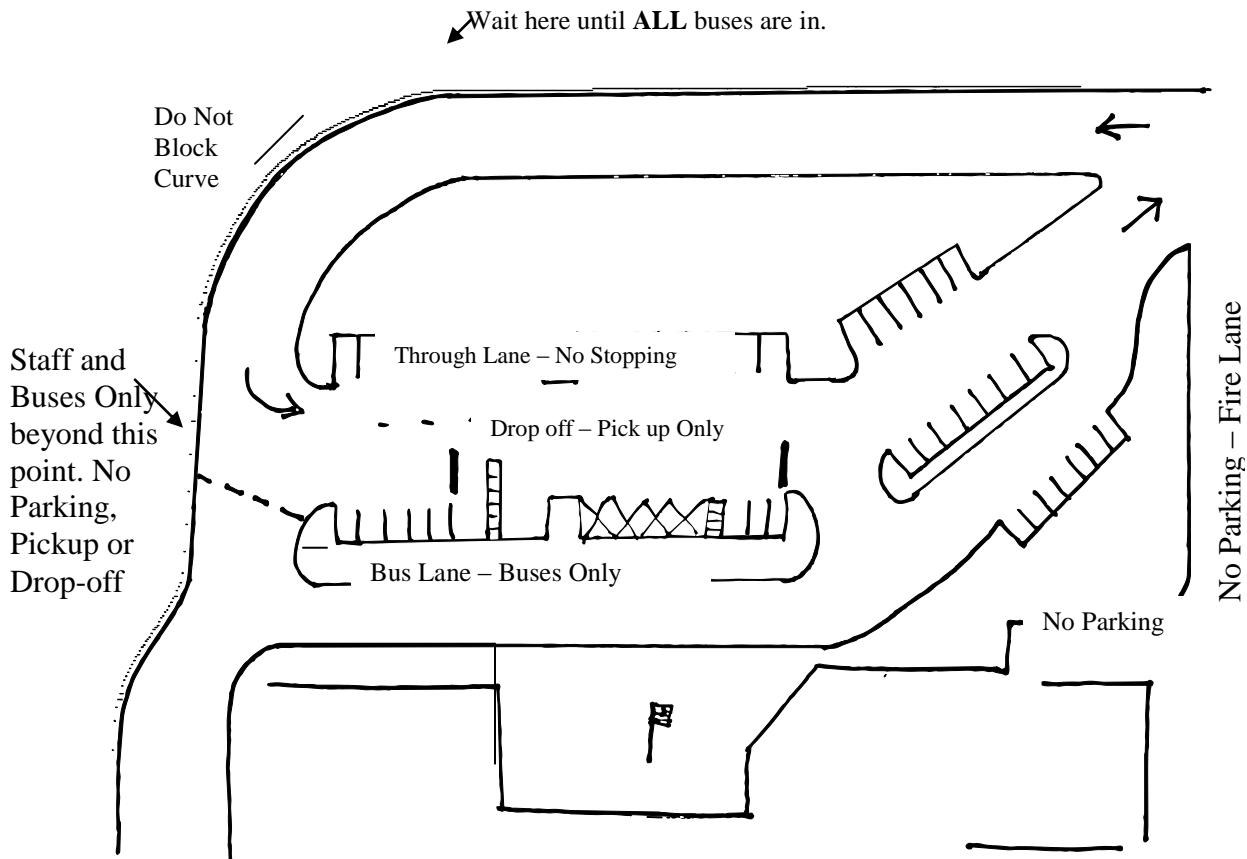 Wait here until ALL buses are in.
Do Not
Block
Curve
Through Lane – No Stopping
Staff and
Buses Only
beyond this
point. No
Parking,
Pickup or
Drop-off
Drop off – Pick up Only
No Parking – Fire Lane
Bus Lane – Buses Only
No Parking